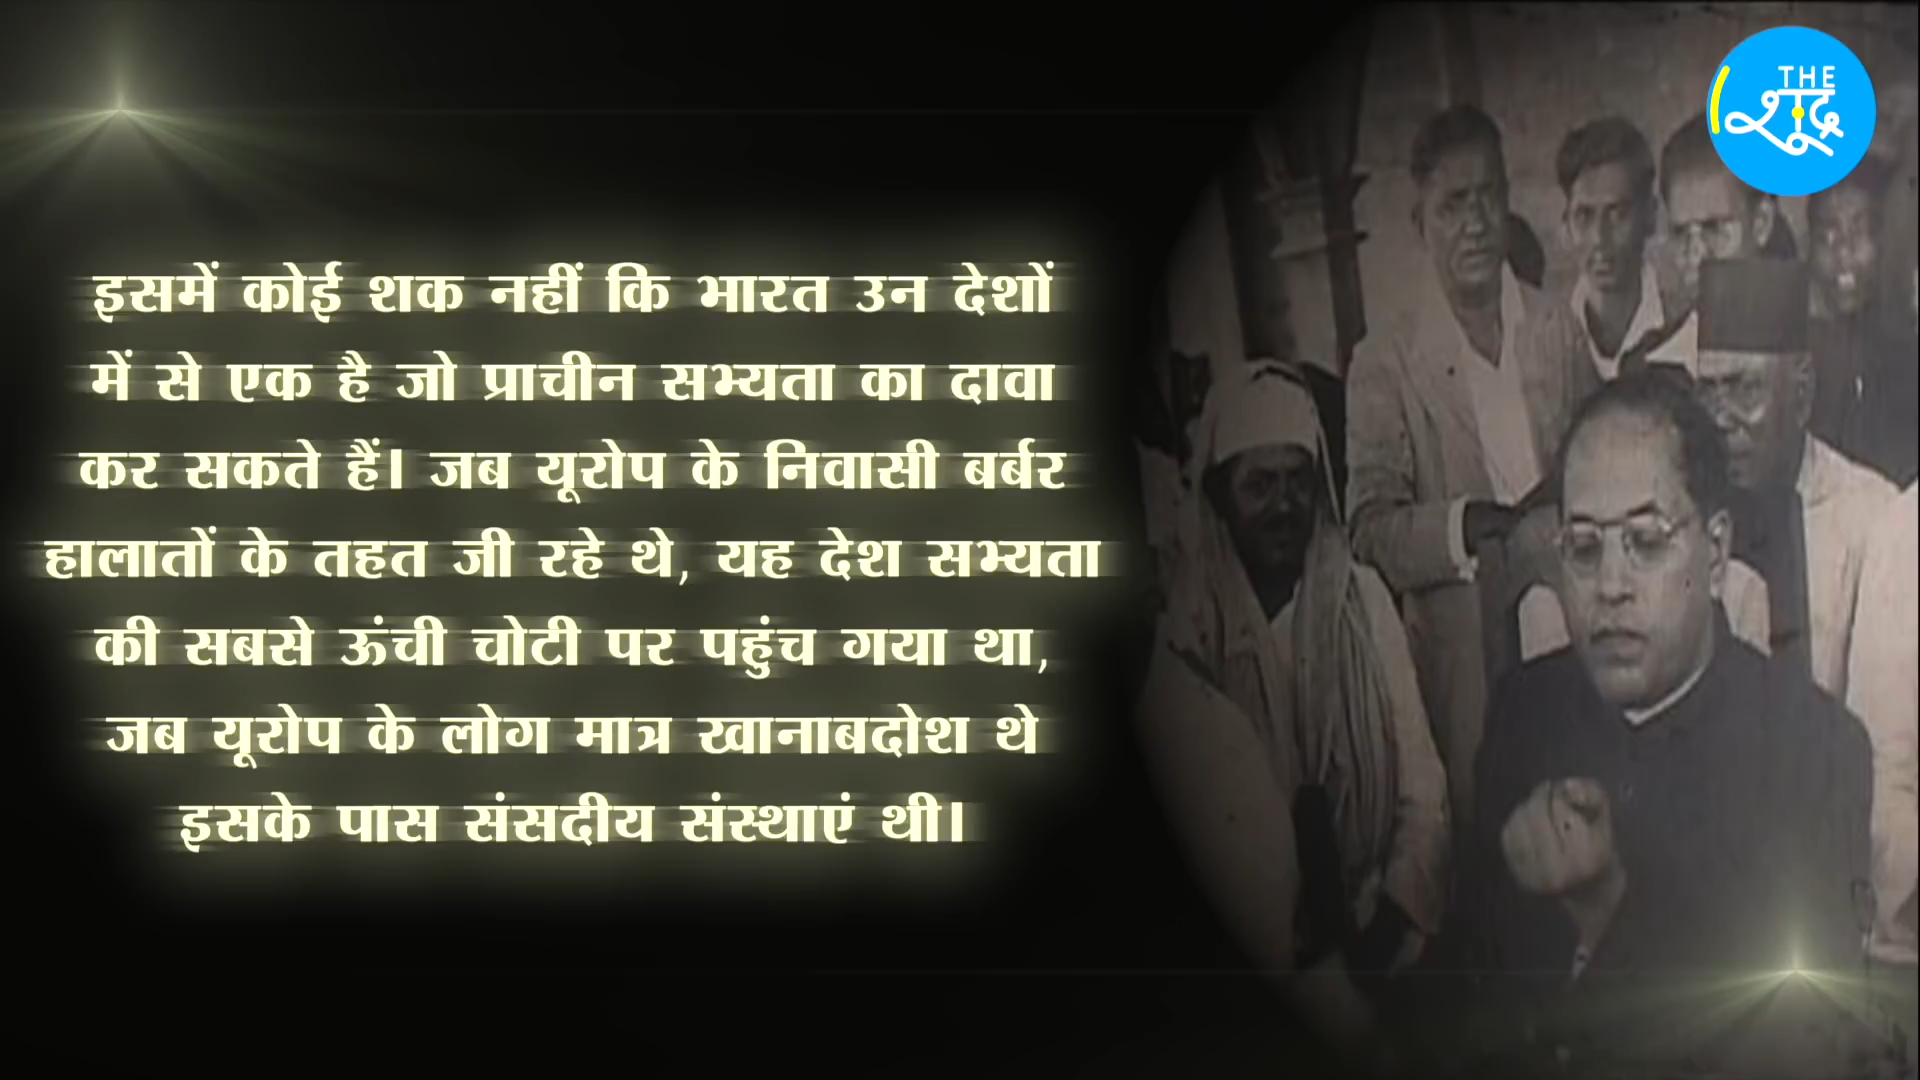 THE
शूद्र
इसमें कोई शक नहीं कि भारत उन देशों
में से एक है जो प्राचीन सभ्यता का दावा
कर सकते हैं। जब यूरोप के निवासी बर्बर
हालातों के तहत जी रहे थे, यह देश सभ्यता
की सबसे ऊंची चोटी पर पहुंच गया था,
जब यूरोप के लोग मात्र खानाबदोश थे
इसके पास संसदीय संस्थाएं थी।